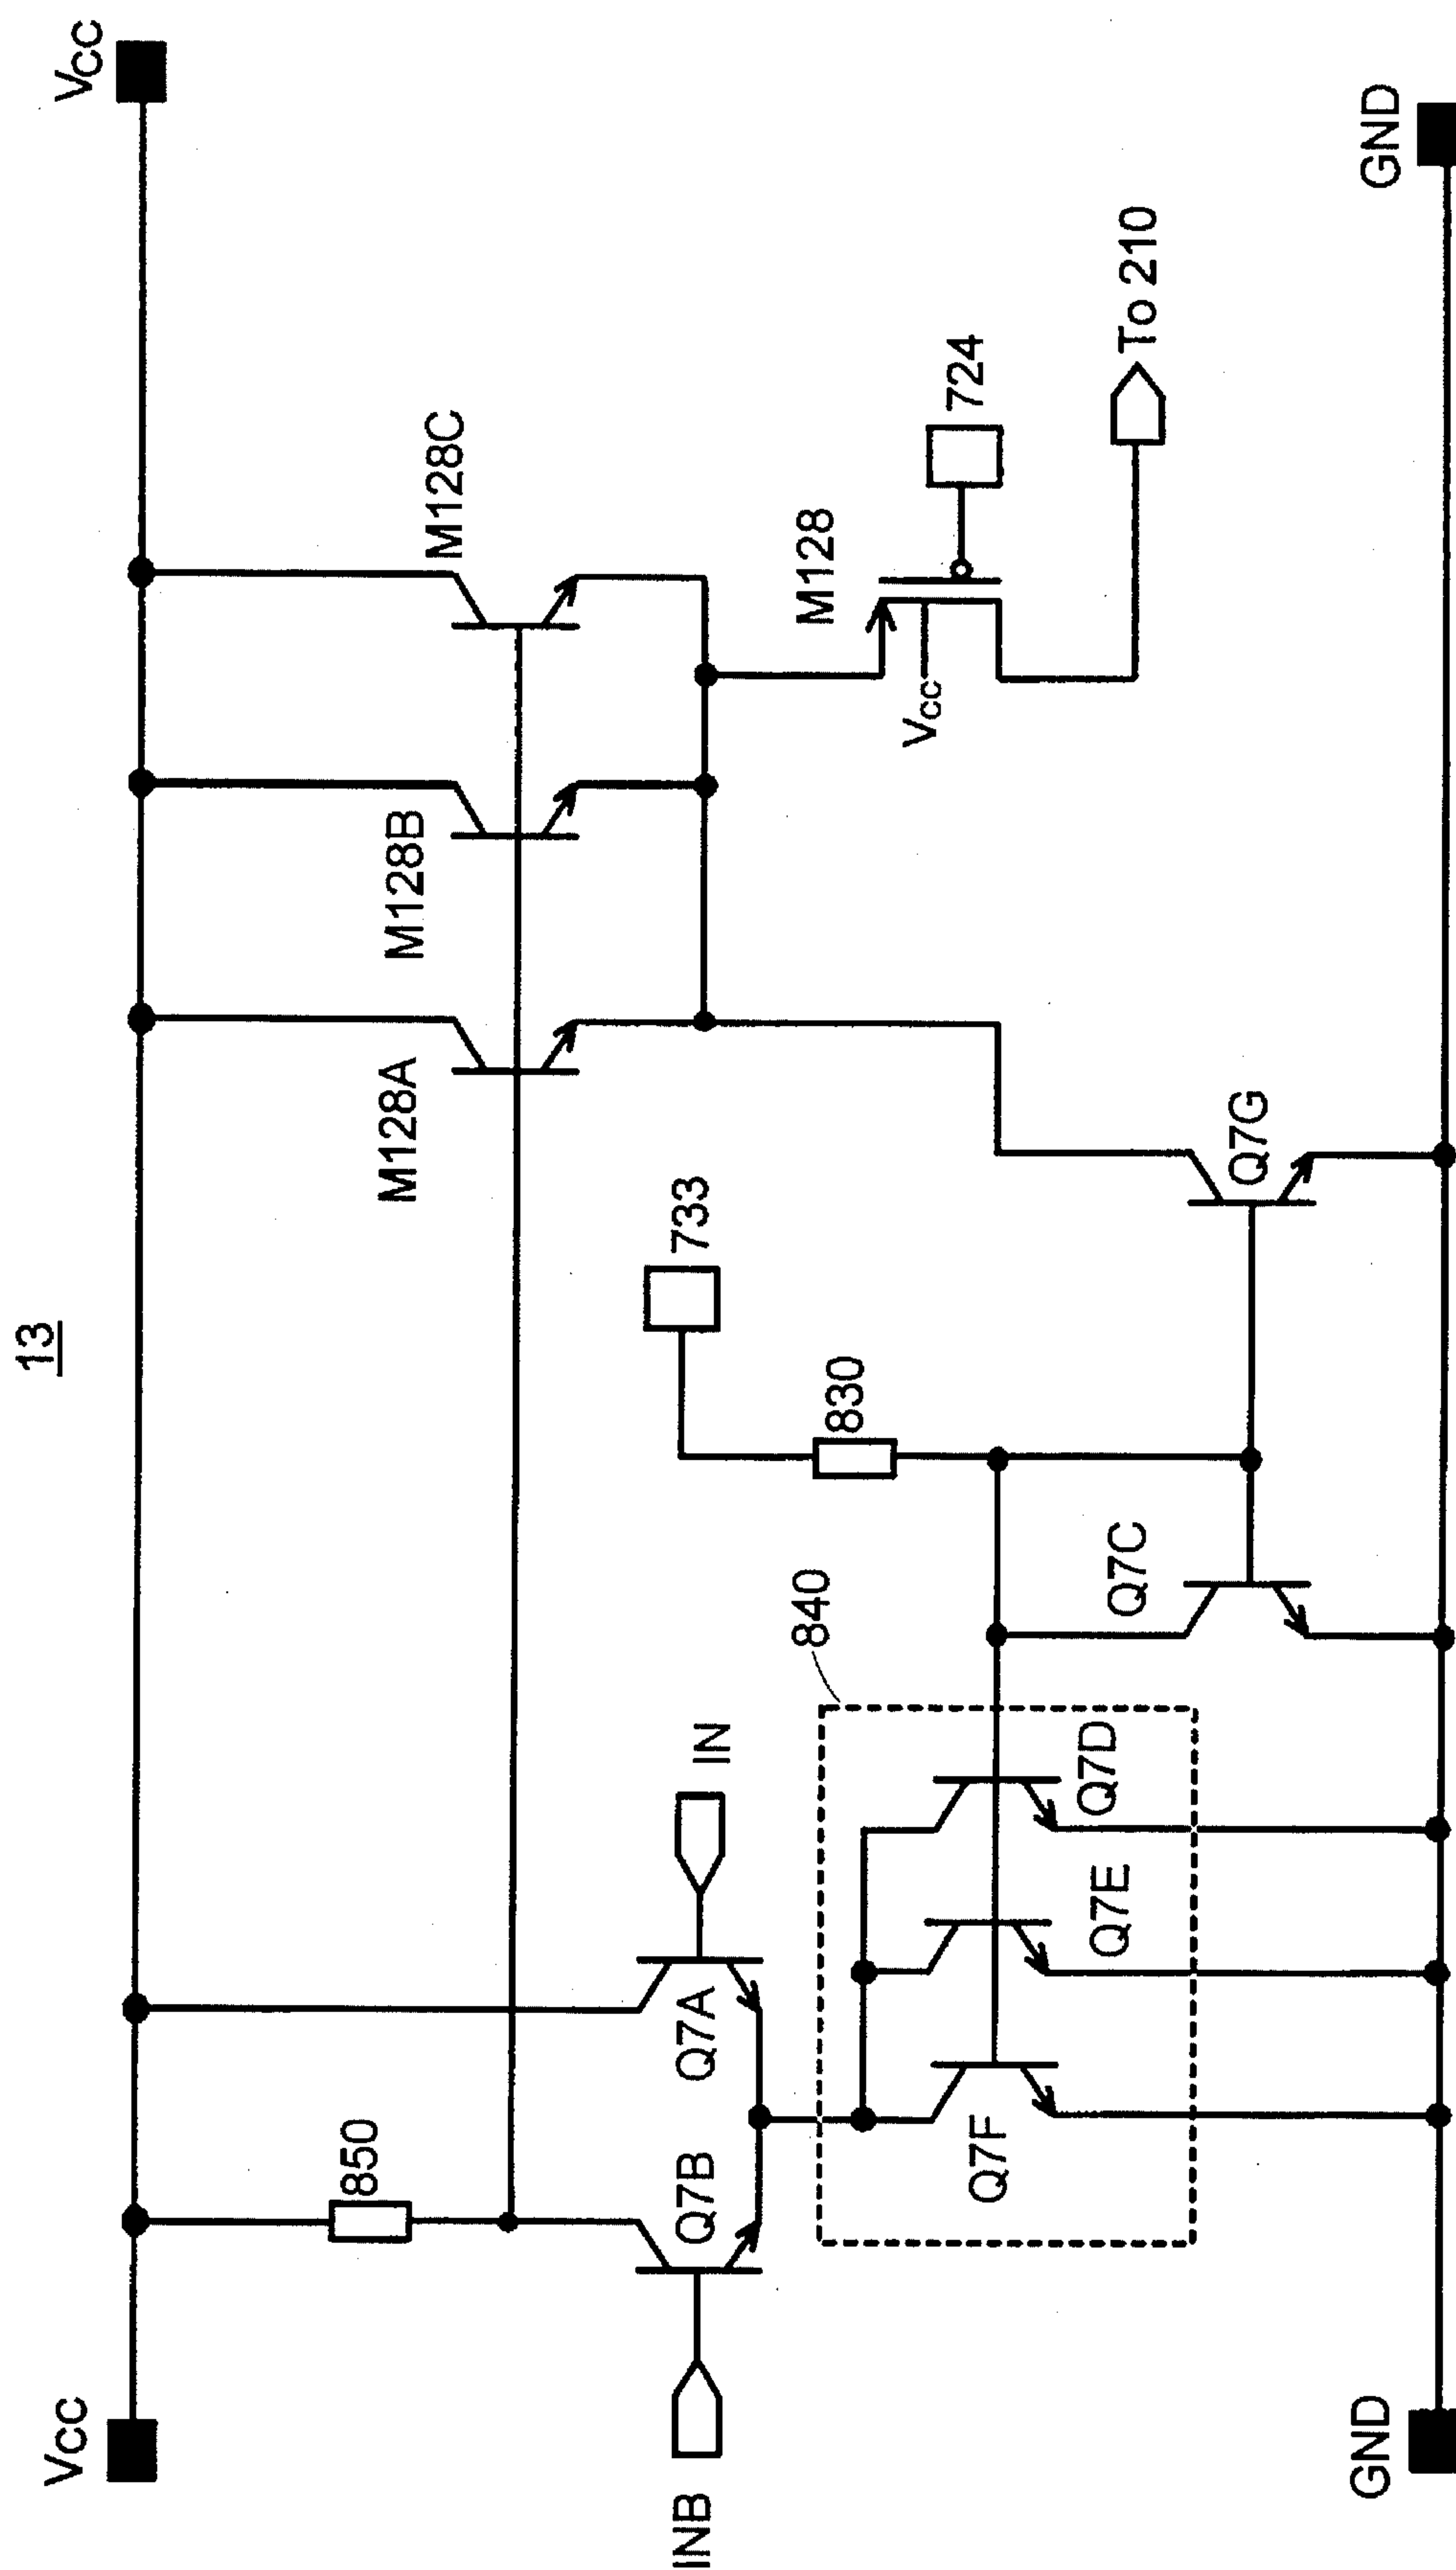 13
Vcc
Vcc
850
M128A
M128B
M128C
INB
Q7B
Q7A
IN
733
M128
840
830
Vcc
724
Q7F
Q7E
Q7D
Q7C
Q7G
To 210
GND
GND